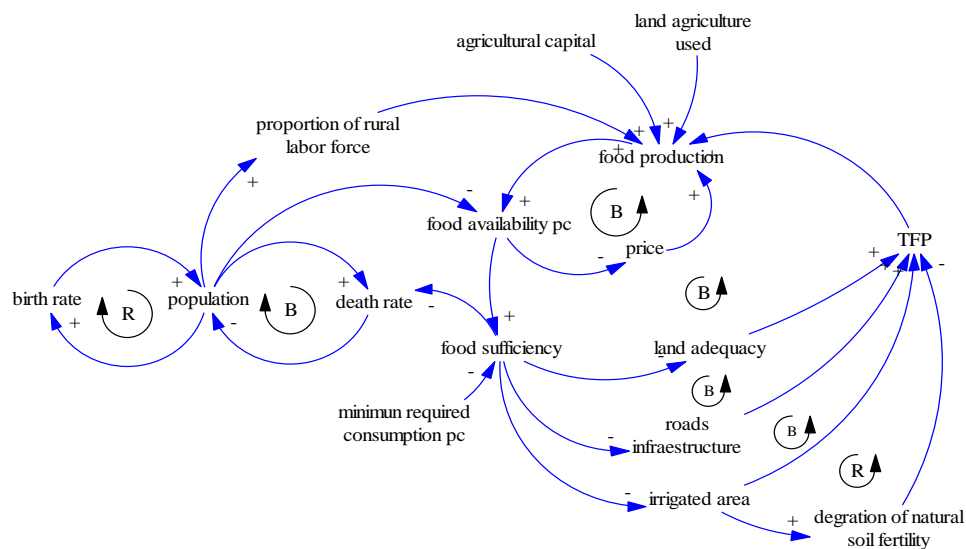 land agriculture
used
agricultural capital
proportion of rural
labor force
+
+
+
+
food production
+
+
+
-
-
+
food availability pc
B
+
price
-
TFP
+
+
-
-
birth rate
R
+
population
-
+
B
+
death rate
-
B
+
food sufficiency
-
land adequacy
-
B
minimun required
consumption pc
roads
infraestructure
-
B
R
irrigated area
-
+
degration of natural
soil fertility